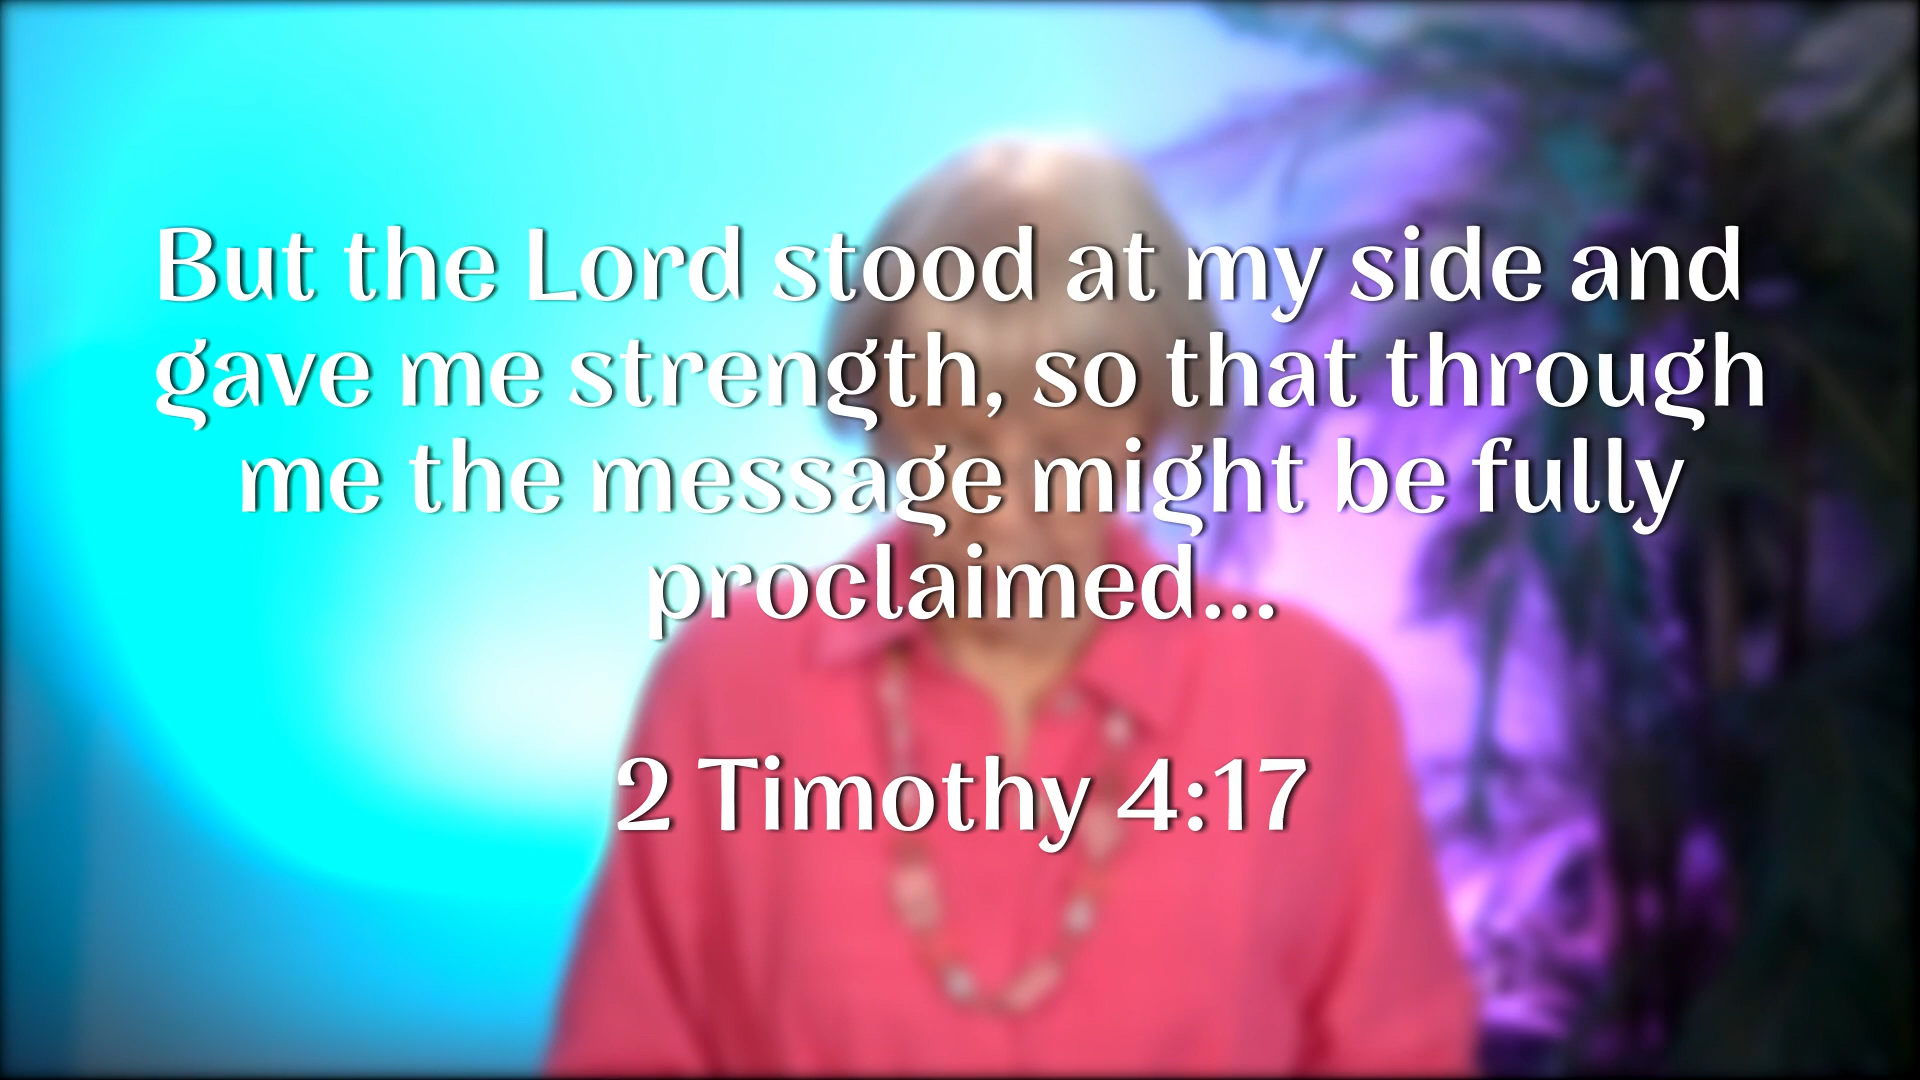 But the Lord stood at my side and
gave me strength, so that through
me the message might be fully
proclaimed...
2 Timothy 4:17